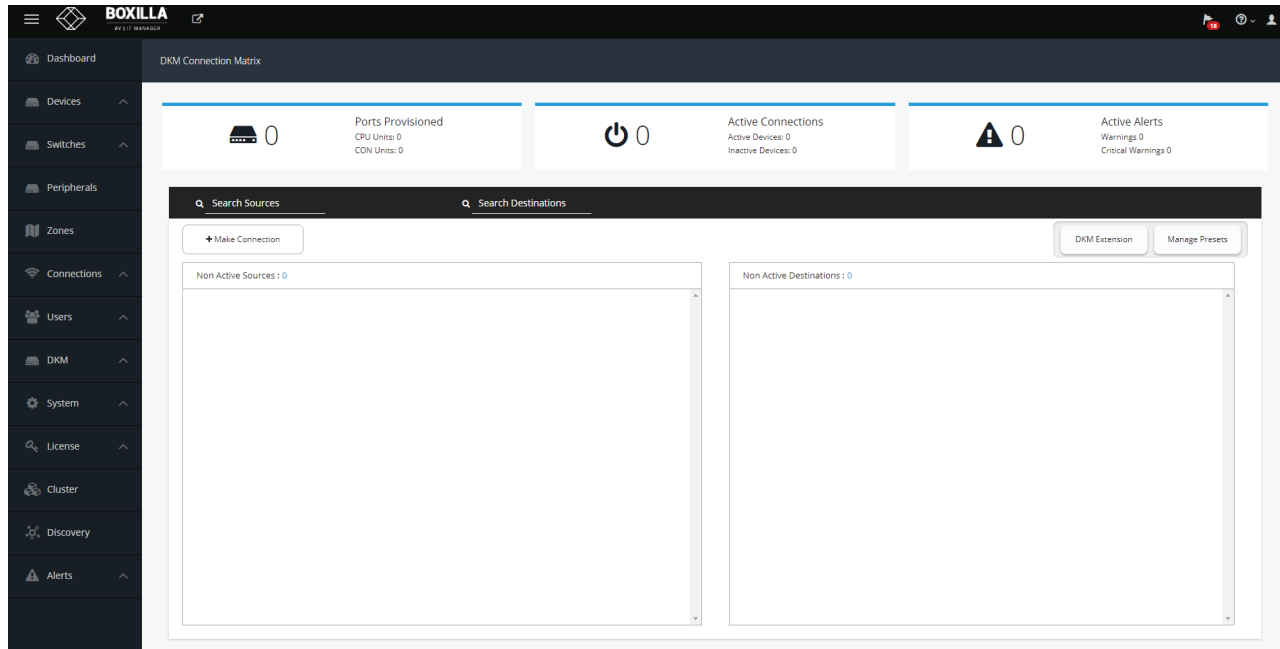 BOXILLA
AV | IT MANAGER
18
Dashboard
DKM Connection Matrix
Devices
Switches
Peripherals
Zones
Connections
Users
DKM
System
License
Cluster
Discovery
Alerts
0
Ports Provisioned
CPU Units: 0
CON Units: 0
0
Active Connections
Active Devices: 0
Inactive Devices: 0
0
Active Alerts
Warnings 0
Critical Warnings 0
Search Sources
Search Destinations
+ Make Connection
DKM Extension
Manage Presets
Non Active Sources : 0
Non Active Destinations : 0